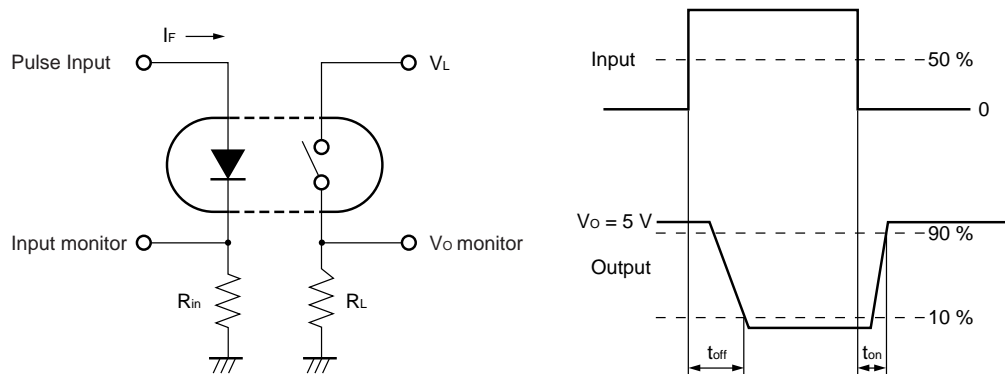 IF
Pulse Input
VL
Input monitor
VO monitor
Rin
RL
Input
50 %
0
VO = 5 V
90 %
Output
10 %
toff
ton